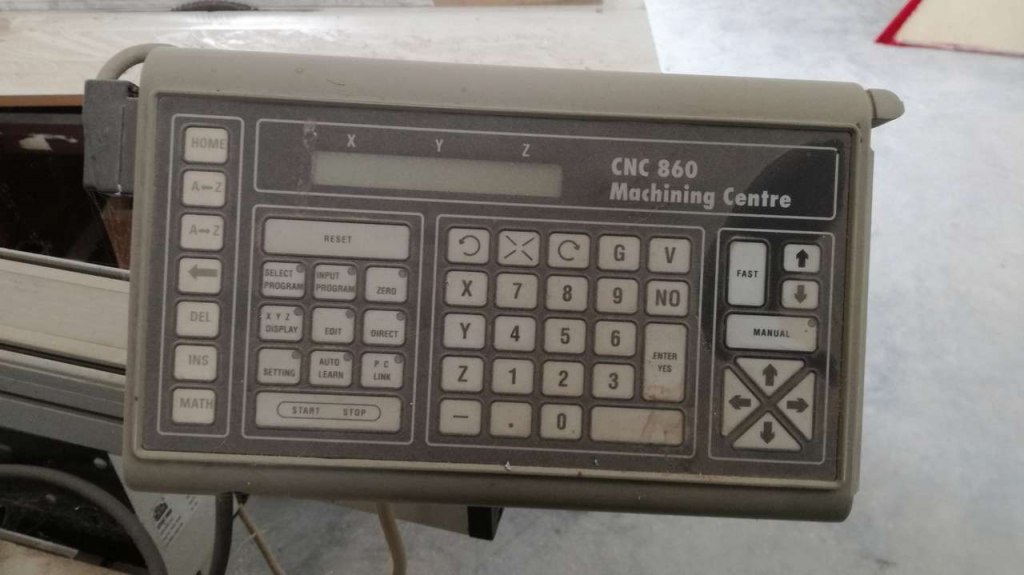 HOME
A↔Z
A↔Z
←
DEL
INS
MATH
X Y Z
CNC 860
Machining Centre
RESET
SELECT PROGRAM
INPUT PROGRAM
ZERO
X Y Z DISPLAY
EDIT
DIRECT
SETTING
AUTO LEARN
P C LINK
START STOP
G V
X 7 8 9 NO
Y 4 5 6
ENTER YES
Z 1 2 3
— . 0
FAST
MANUAL